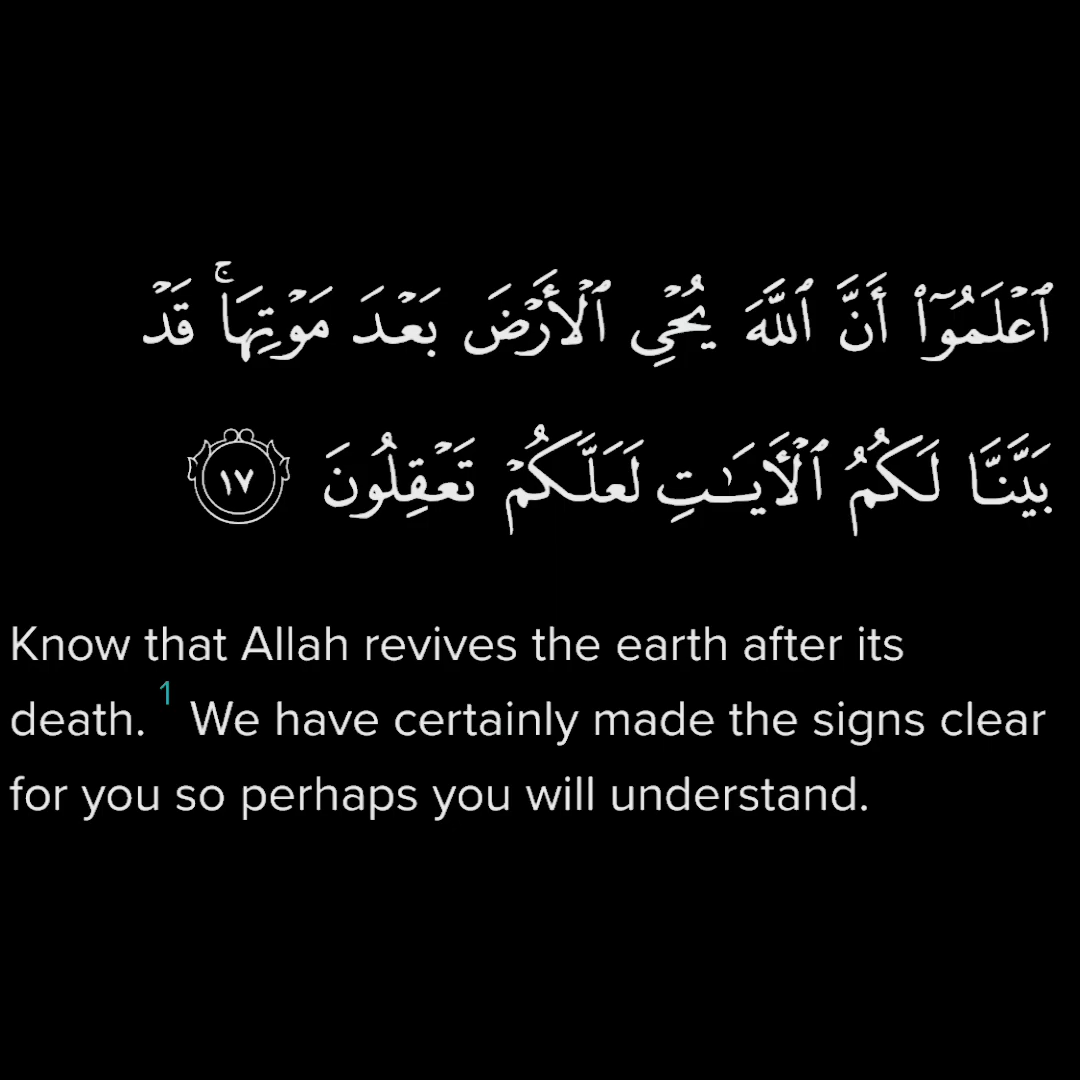 ٱعۡلَمُوٓاْ أَنَّ ٱللَّهَ يُحۡيِ ٱلۡأَرۡضَ بَعۡدَ مَوۡتِهَاۚ قَدۡ
بَيَّنَّا لَكُمُ ٱلۡأٓيَٰتِ لَعَلَّكُمۡ تَعۡقِلُونَ ١٧
Know that Allah revives the earth after its
death. 1 We have certainly made the signs clear
for you so perhaps you will understand.